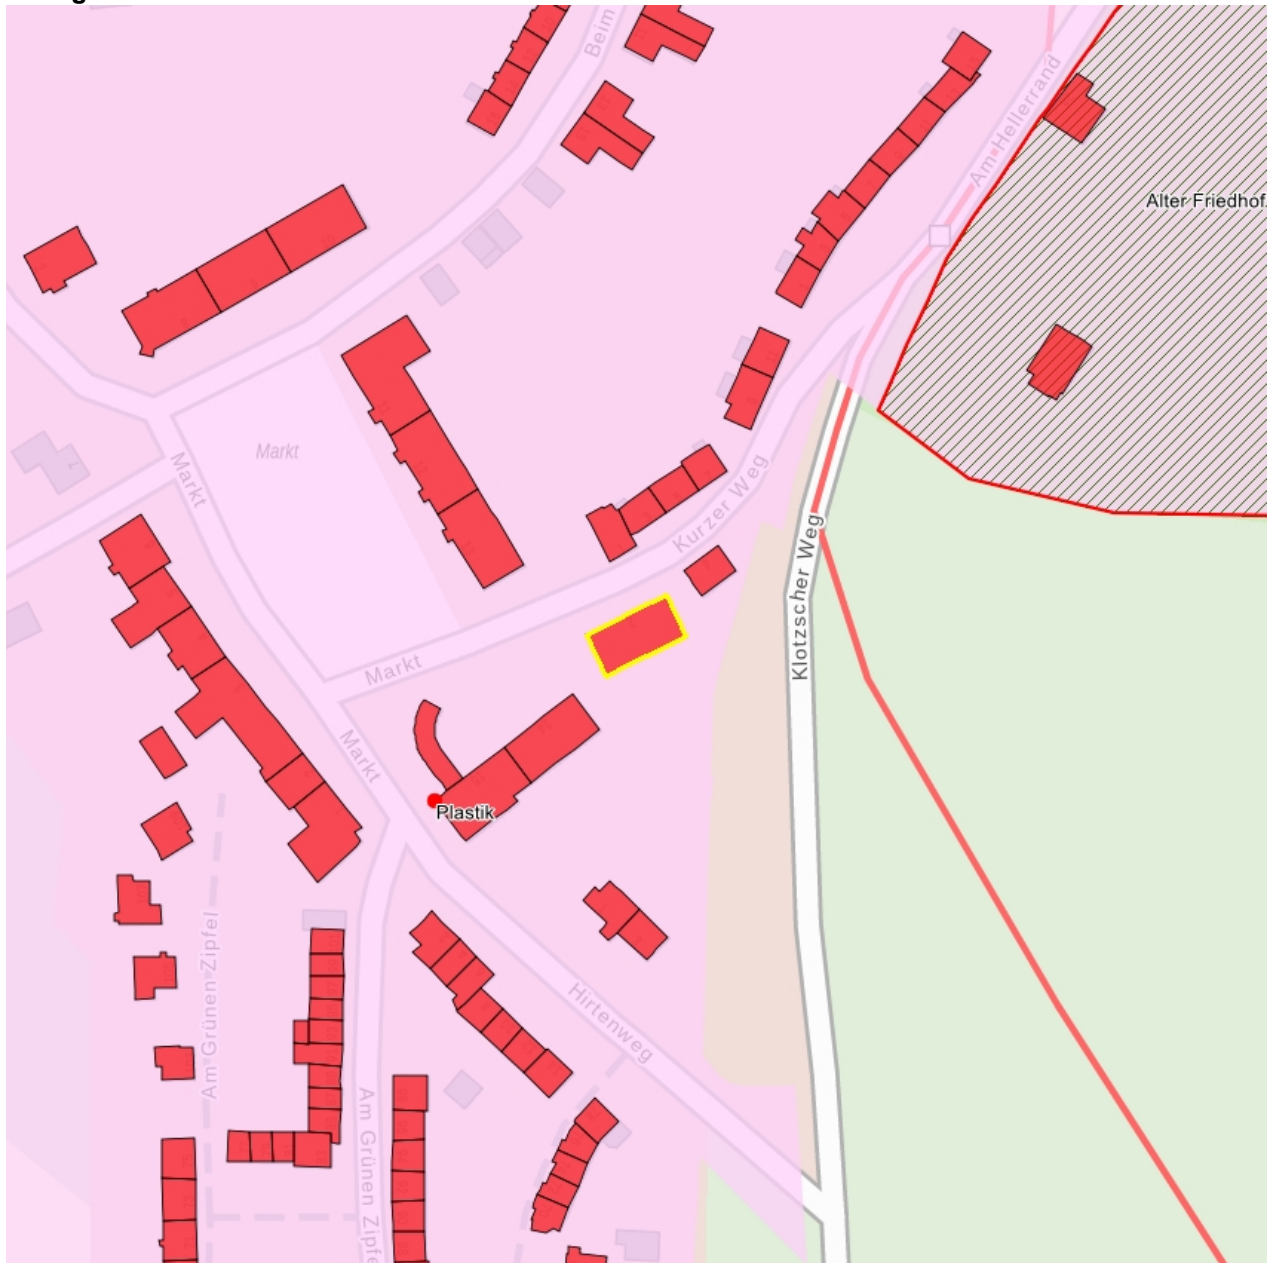 Beim
Am Hellerrand
Alter Friedhof
Markt
Markt
Kurzer Weg
Klotzscher Weg
Markt
Markt
Plastik
Am Grünen Zipfel
Hirtenweg
Am Grünen Zipfe